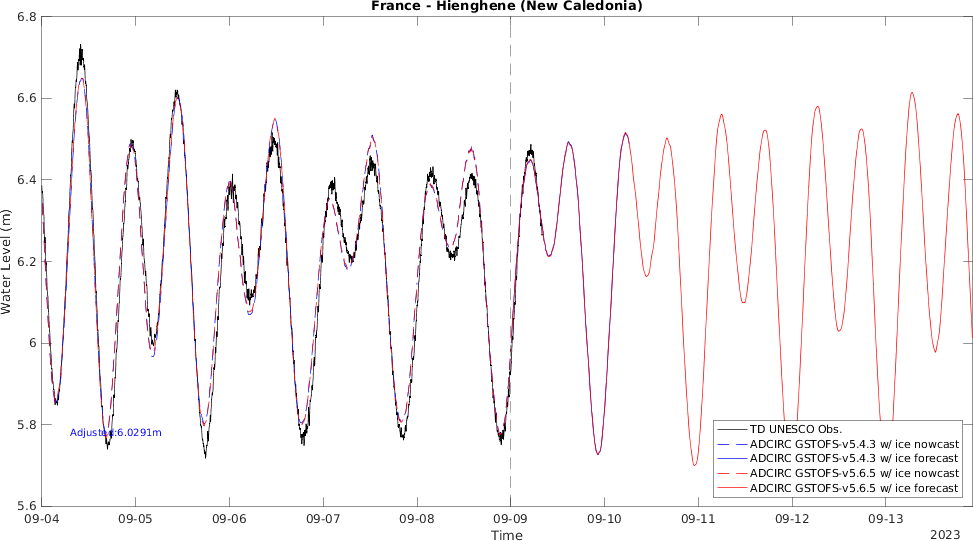 France - Hienghene (New Caledonia)
6.8
6.6
6.4
6.2
6
5.8
5.6
Water Level (m)
Adjusted:6.0291m
TD UNESCO Obs.
ADCIRC GSTOFS-v5.4.3 w/ ice nowcast
ADCIRC GSTOFS-v5.4.3 w/ ice forecast
ADCIRC GSTOFS-v5.6.5 w/ ice nowcast
ADCIRC GSTOFS-v5.6.5 w/ ice forecast
09-04 09-05 09-06 09-07 09-08 09-09 09-10 09-11 09-12 09-13
Time
2023